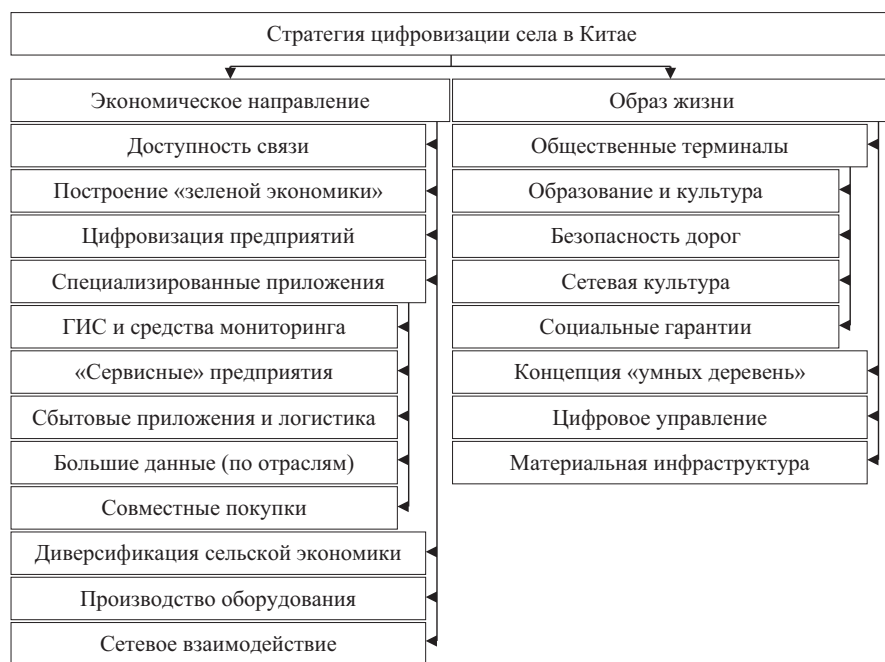 Стратегия цифровизации села в Китае
Экономическое направление
Доступность связи
Построение «зеленой экономики»
Цифровизация предприятий
Специализированные приложения
ГИС и средства мониторинга
«Сервисные» предприятия
Сбытовые приложения и логистика
Большие данные (по отраслям)
Совместные покупки
Диверсификация сельской экономики
Производство оборудования
Сетевое взаимодействие
Образ жизни
Общественные терминалы
Образование и культура
Безопасность дорог
Сетевая культура
Социальные гарантии
Концепция «умных деревень»
Цифровое управление
Материальная инфраструктура